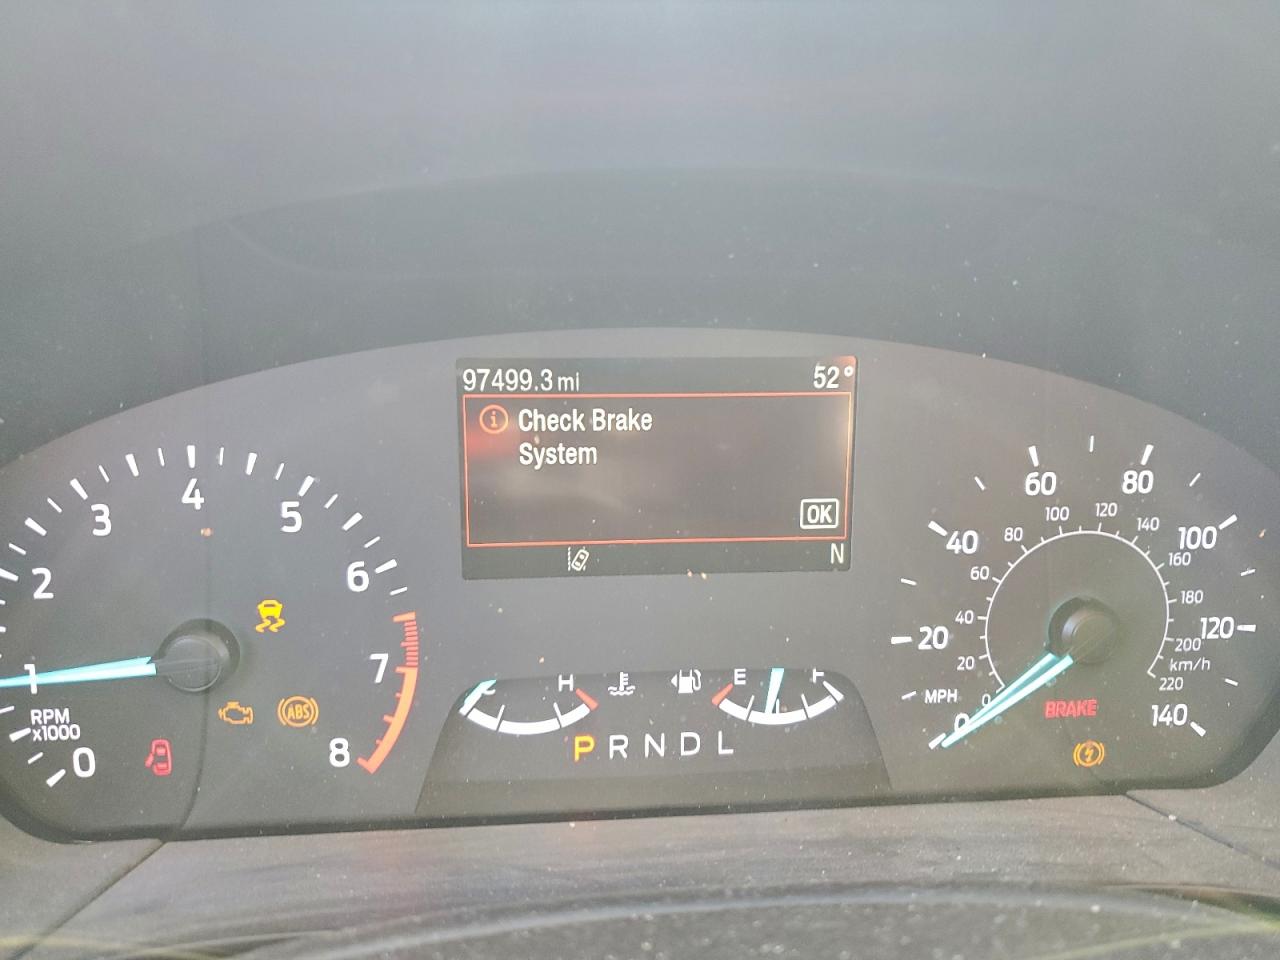 97499.3 mi 52°
Check Brake
System
OK
N
0 1 2 3 4 5 6 7 8
RPM
x1000
ABS
H
E F
P R N D L
0 20 40 60 80 100 120 140
MPH
0 20 40 60 80 100 120 140 160 180 200 220
km/h
BRAKE